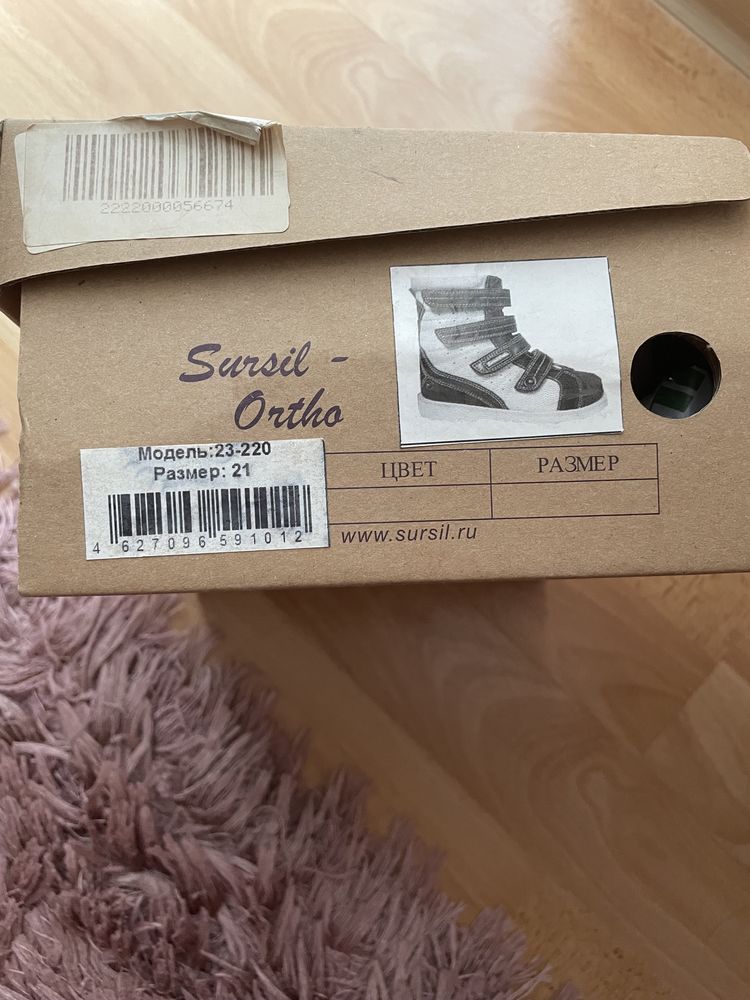 2222000056674
Sursil -
Ortho
Модель:23-220
Размер: 21
4 627096 591012
ЦВЕТ
РАЗМЕР
www.sursil.ru